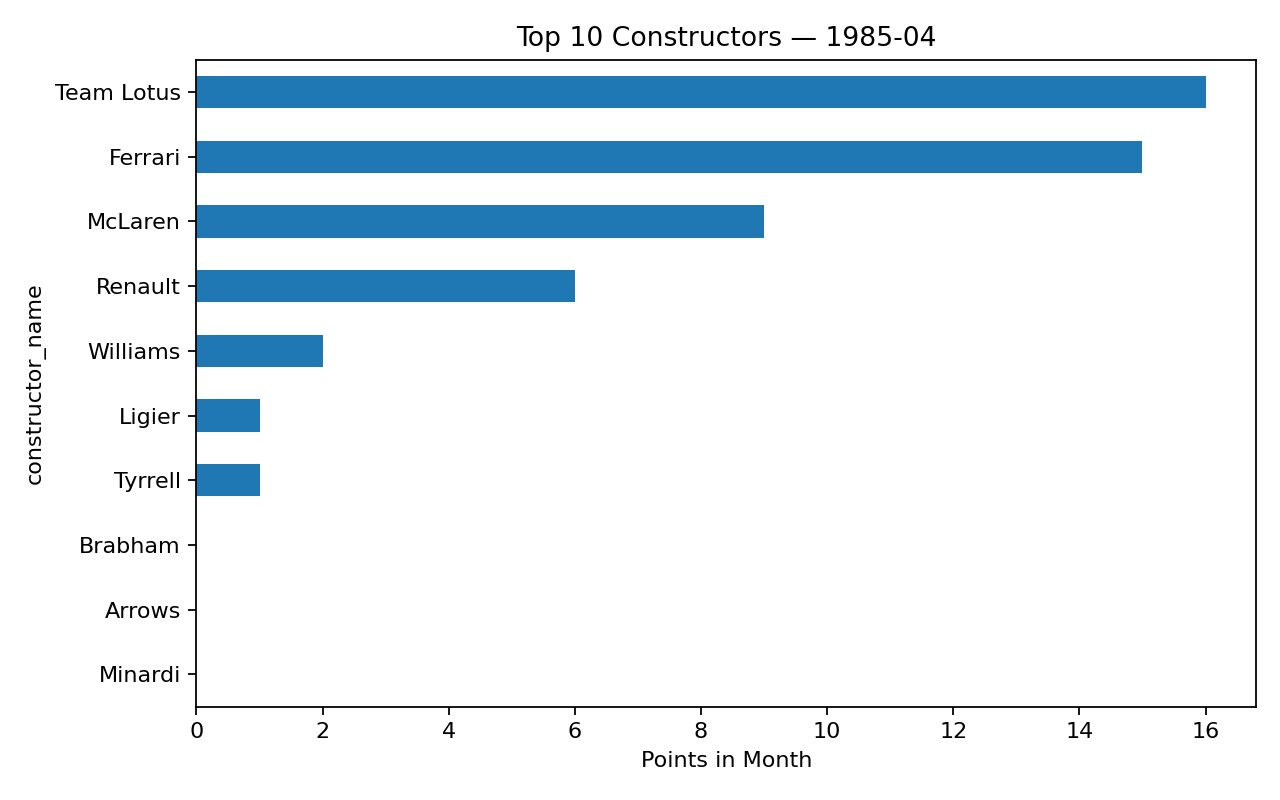 Top 10 Constructors — 1985-04
constructor_name
Team Lotus
Ferrari
McLaren
Renault
Williams
Ligier
Tyrrell
Brabham
Arrows
Minardi
0 2 4 6 8 10 12 14 16
Points in Month